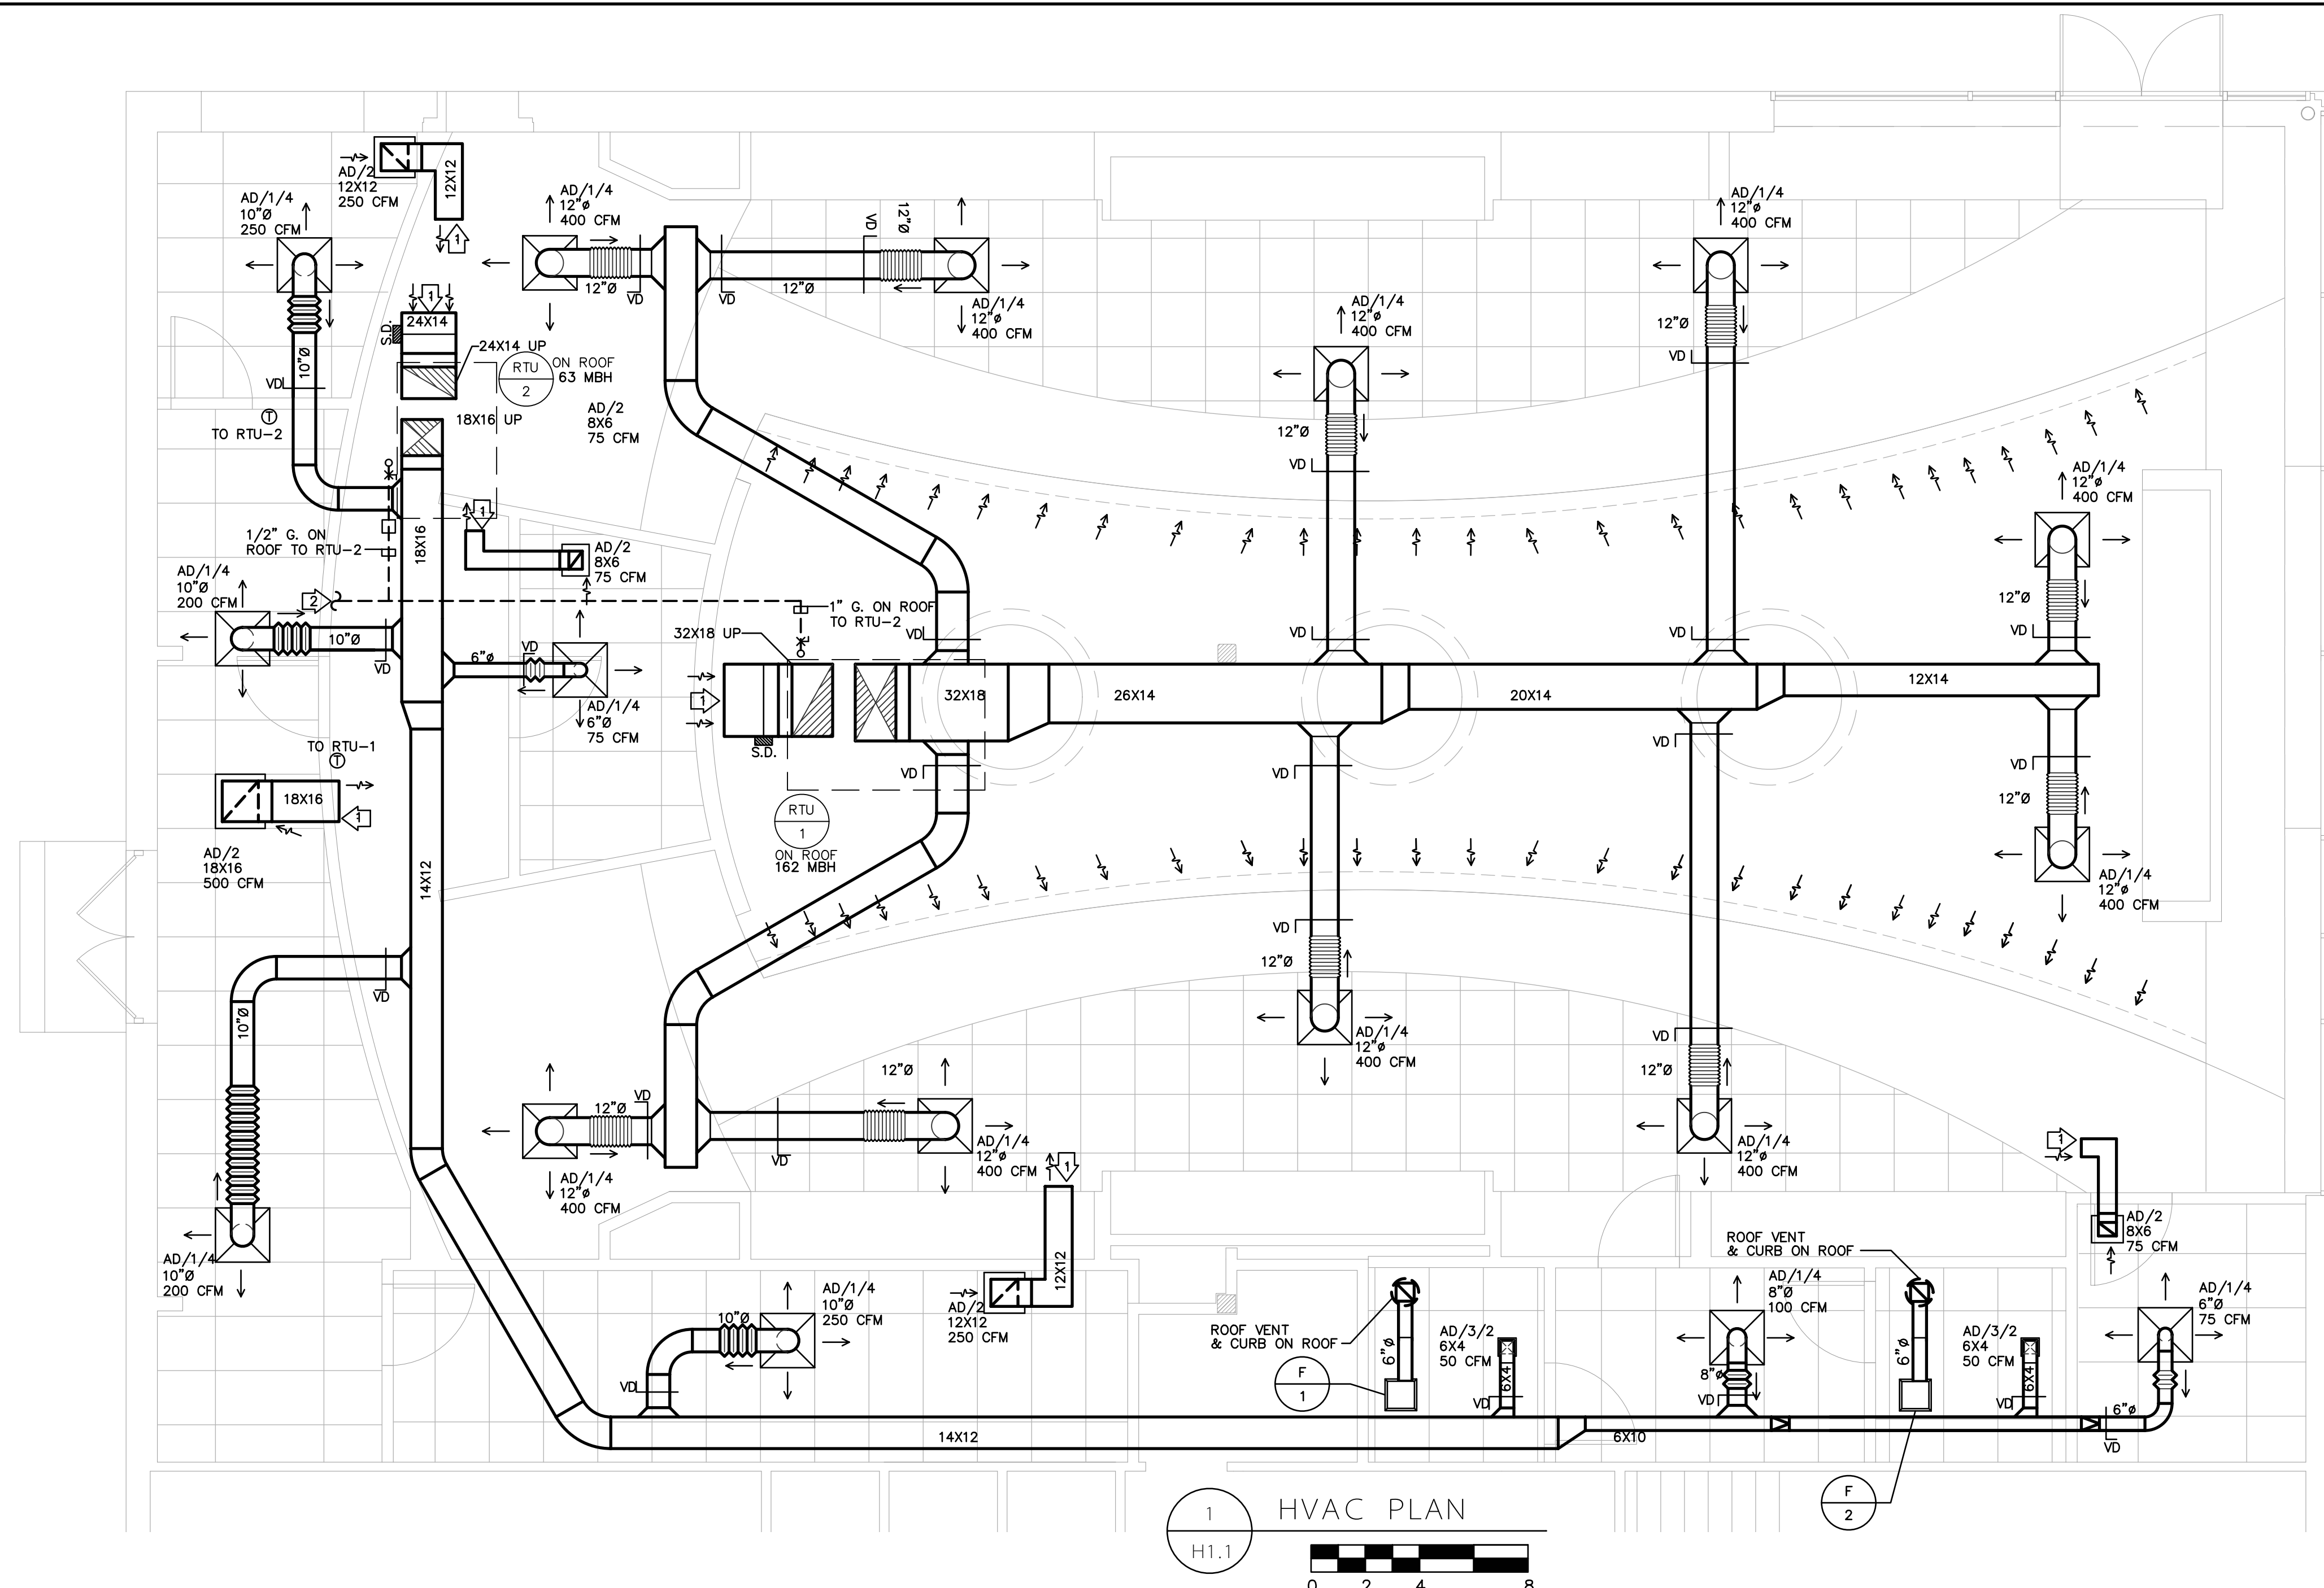 AD/2
12X12
250 CFM
12X12
1
AD/1/4
10"Ø
250 CFM
10"Ø
VD
AD/1/4
12"ø
400 CFM
12"Ø
VD
VD
12"Ø
VD
12"Ø
AD/1/4
12"ø
400 CFM
AD/1/4
12"ø
400 CFM
12"Ø
VD
VD
AD/1/4
12"ø
400 CFM
12"Ø
VD
VD
1
24X14
S.D.
24X14 UP
RTU
2
ON ROOF
63 MBH
18X16 UP
AD/2
8X6
75 CFM
T
TO RTU-2
1/2" G. ON
ROOF TO RTU-2
18X16
1
AD/2
8X6
75 CFM
AD/1/4
12"ø
400 CFM
12"Ø
VD
AD/1/4
10"Ø
200 CFM
10"Ø
VD
2
1" G. ON ROOF
TO RTU-2
6"ø
VD
AD/1/4
6"Ø
75 CFM
32X18 UP
VD
1
S.D.
32X18
26X14
20X14
12X14
VD
VD
VD
VD
12"Ø
AD/1/4
12"ø
400 CFM
TO RTU-1
T
18X16
1
AD/2
18X16
500 CFM
RTU
1
ON ROOF
162 MBH
14X12
VD
10"Ø
AD/1/4
10"Ø
200 CFM
VD
12"Ø
AD/1/4
12"ø
400 CFM
VD
12"Ø
AD/1/4
12"ø
400 CFM
12"Ø
VD
AD/1/4
12"ø
400 CFM
12"Ø
VD
AD/1/4
12"ø
400 CFM
1
12X12
AD/2
12X12
250 CFM
1
AD/2
8X6
75 CFM
10"Ø
AD/1/4
10"Ø
250 CFM
VD
ROOF VENT
& CURB ON ROOF
6"ø
F
1
AD/3/2
6X4
50 CFM
6X4
VD
ROOF VENT
& CURB ON ROOF
AD/1/4
8"Ø
100 CFM
8"ø
VD
6"ø
AD/3/2
6X4
50 CFM
6X4
VD
AD/1/4
6"Ø
75 CFM
6"ø
VD
14X12
6X10
F
2
1
H1.1
HVAC PLAN
0 2 4 8